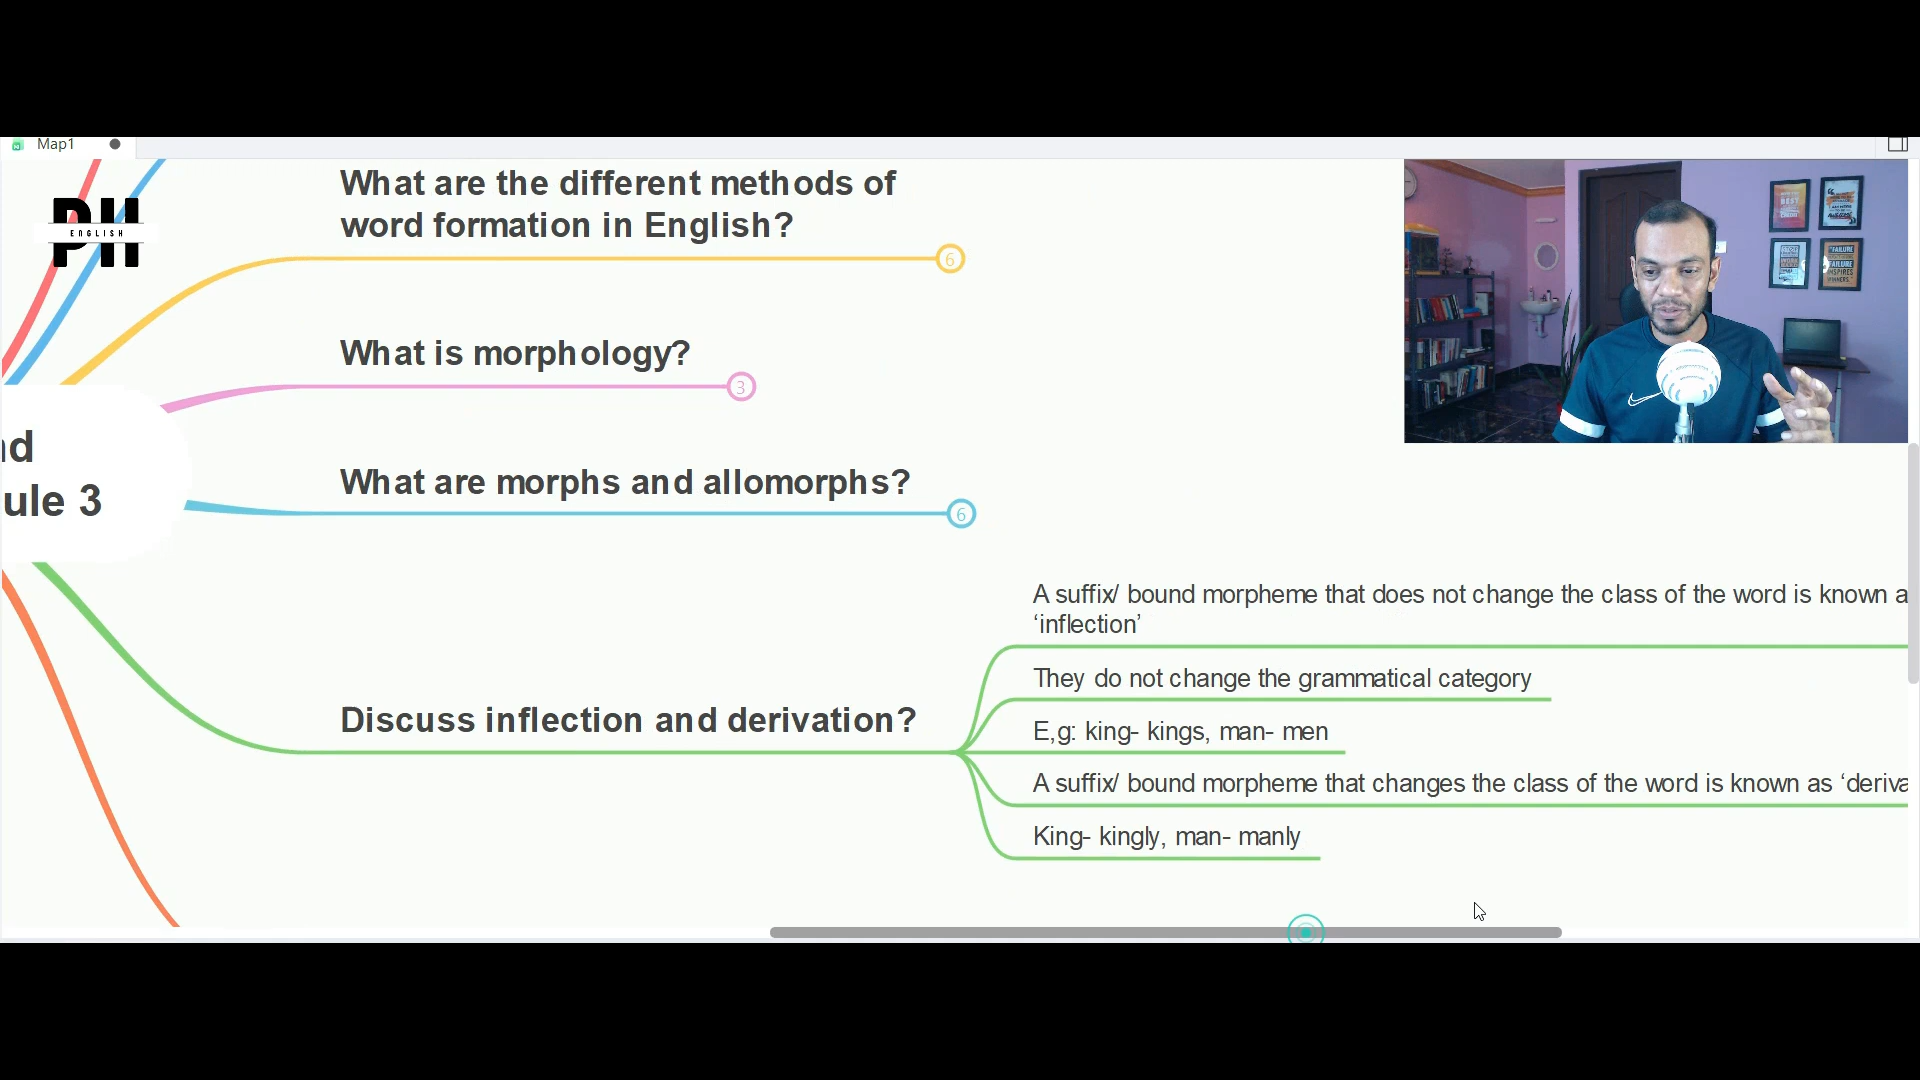 Map1
PH
ENGLISH
What are the different methods of
word formation in English?
6
What is morphology?
3
What are morphs and allomorphs?
6
ule 3
Discuss inflection and derivation?
A suffix/ bound morpheme that does not change the class of the word is known a
‘inflection’
They do not change the grammatical category
E,g: king- kings, man- men
A suffix/ bound morpheme that changes the class of the word is known as ‘deriva
King- kingly, man- manly